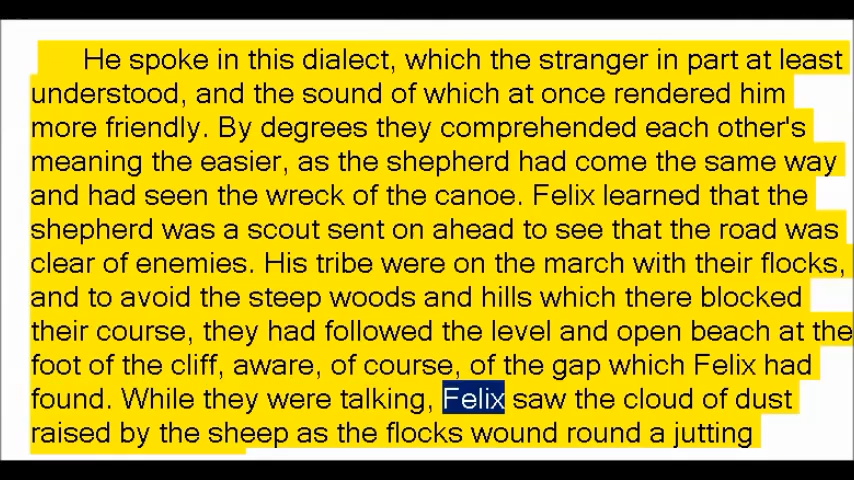 He spoke in this dialect, which the stranger in part at least
understood, and the sound of which at once rendered him
more friendly. By degrees they comprehended each other's
meaning the easier, as the shepherd had come the same way
and had seen the wreck of the canoe. Felix learned that the
shepherd was a scout sent on ahead to see that the road was
clear of enemies. His tribe were on the march with their flocks,
and to avoid the steep woods and hills which there blocked
their course, they had followed the level and open beach at the
foot of the cliff, aware, of course, of the gap which Felix had
found. While they were talking, Felix saw the cloud of dust
raised by the sheep as the flocks wound round a jutting